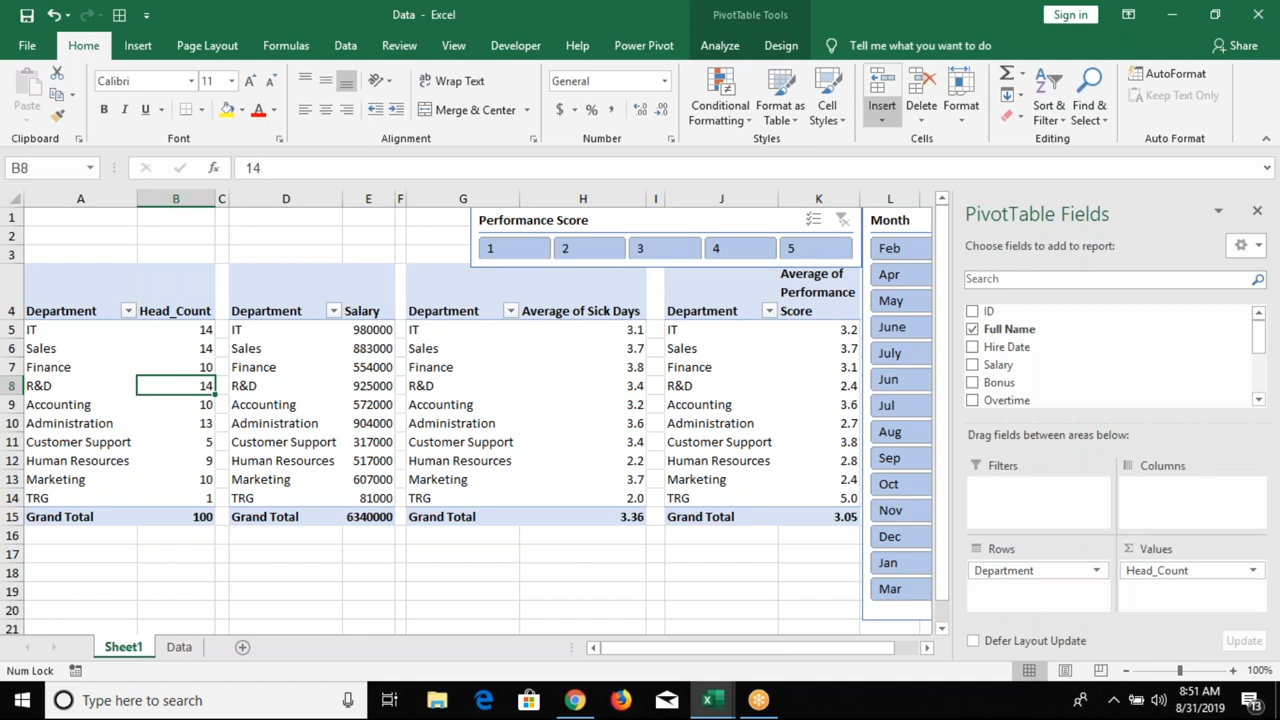 Data - Excel
PivotTable Tools
Sign in
File Home Insert Page Layout Formulas Data Review View Developer Help Power Pivot Analyze Design Tell me what you want to do Share
Paste
Clipboard
Calibri 11
B I U A
Font
Wrap Text
Merge & Center
Alignment
General
$ % ,
Number
Conditional Formatting
Format as Table
Cell Styles
Styles
Insert
Delete
Format
Cells
Sort & Filter
Find & Select
Editing
AutoFormat
Keep Text Only
Auto Format
B8 fx 14
A B C D E F G H I J K L
1 Performance Score Month
2 1 2 3 4 5 Feb
3
4 Department Head_Count Department Salary Department Average of Sick Days Department Average of Performance Score Apr
5 IT 14 IT 980000 IT 3.1 IT 3.2 May
6 Sales 14 Sales 883000 Sales 3.7 Sales 3.7 June
7 Finance 10 Finance 554000 Finance 3.8 Finance 3.1 July
8 R&D 14 R&D 925000 R&D 3.4 R&D 2.4 Jun
9 Accounting 10 Accounting 572000 Accounting 3.2 Accounting 3.6 Jul
10 Administration 13 Administration 904000 Administration 3.6 Administration 2.7 Aug
11 Customer Support 5 Customer Support 317000 Customer Support 3.4 Customer Support 3.8 Sep
12 Human Resources 9 Human Resources 517000 Human Resources 2.2 Human Resources 2.8 Oct
13 Marketing 10 Marketing 607000 Marketing 3.7 Marketing 2.4 Nov
14 TRG 1 TRG 81000 TRG 2.0 TRG 5.0 Dec
15 Grand Total 100 Grand Total 6340000 Grand Total 3.36 Grand Total 3.05 Jan
16 Mar
17
18
19
20
21
PivotTable Fields
Choose fields to add to report:
Search
ID
Full Name
Hire Date
Salary
Bonus
Overtime
Drag fields between areas below:
Filters Columns
Rows Σ Values
Department Head_Count
Defer Layout Update Update
Sheet1 Data
Num Lock 100%
Type here to search
8:51 AM
8/31/2019
13